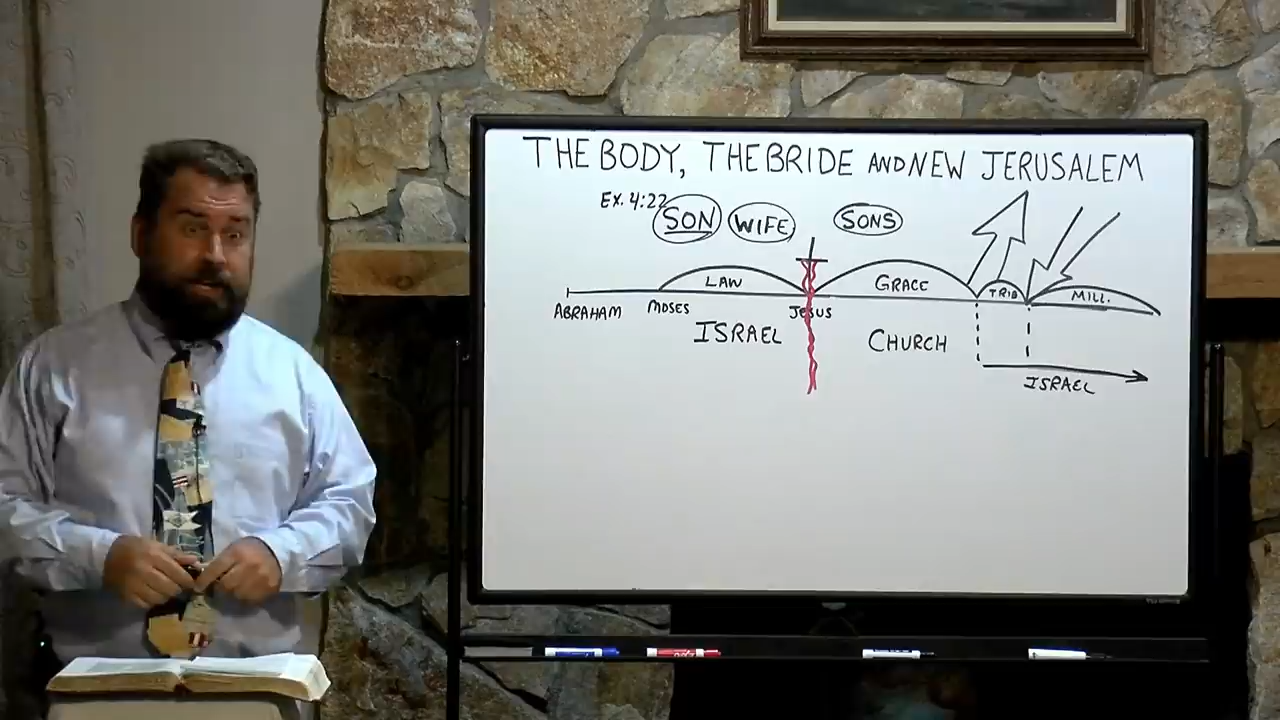 THE BODY, THE BRIDE AND NEW JERUSALEM
EX. 4:22 SON WIFE SONS
LAW GRACE TRIB MILL.
ABRAHAM MOSES JESUS
ISRAEL CHURCH
ISRAEL